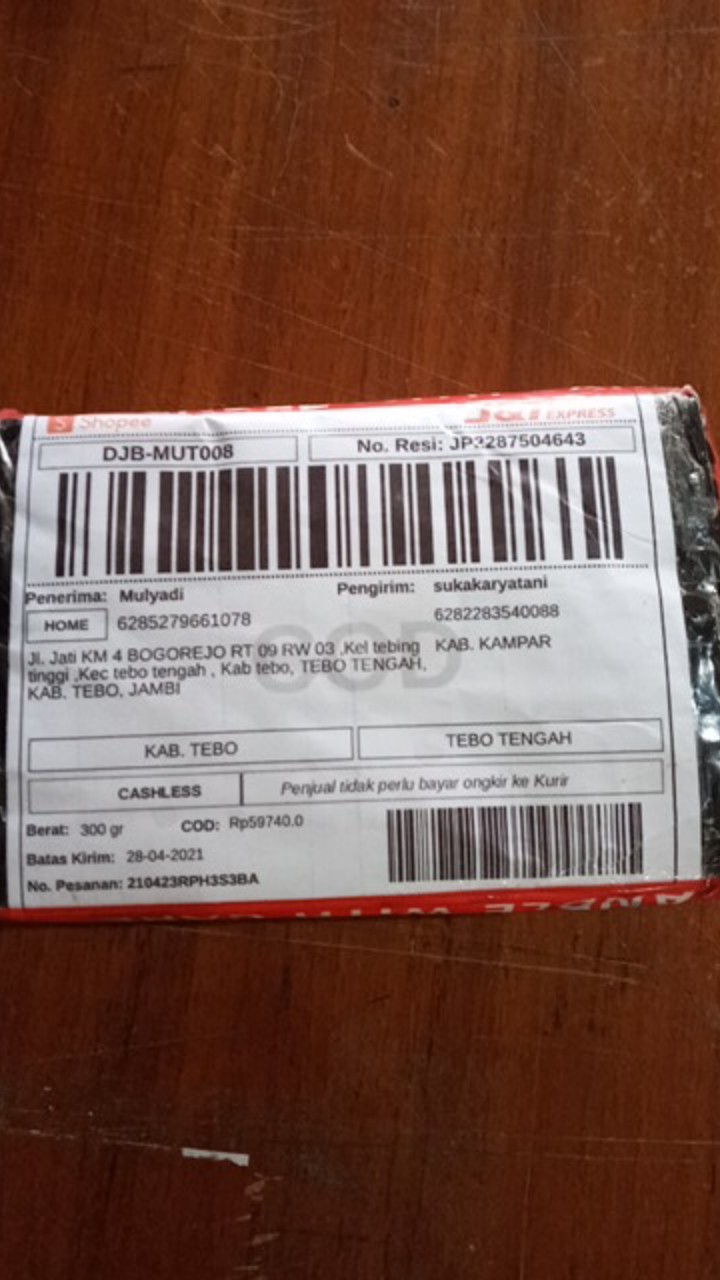 Shopee J&T EXPRESS
DJB-MUT008 No. Resi: JP3287504643
Penerima: Mulyadi Pengirim: sukakaryatani
HOME 6285279661078 6282283540088
COD
Jl. Jati KM 4 BOGOREJO RT 09 RW 03 ,Kel tebing KAB. KAMPAR
tinggi ,Kec tebo tengah , Kab tebo, TEBO TENGAH,
KAB. TEBO, JAMBI
KAB. TEBO TEBO TENGAH
CASHLESS Penjual tidak perlu bayar ongkir ke Kurir
Berat: 300 gr COD: Rp59740.0
Batas Kirim: 28-04-2021
No. Pesanan: 210423RPH3S3BA